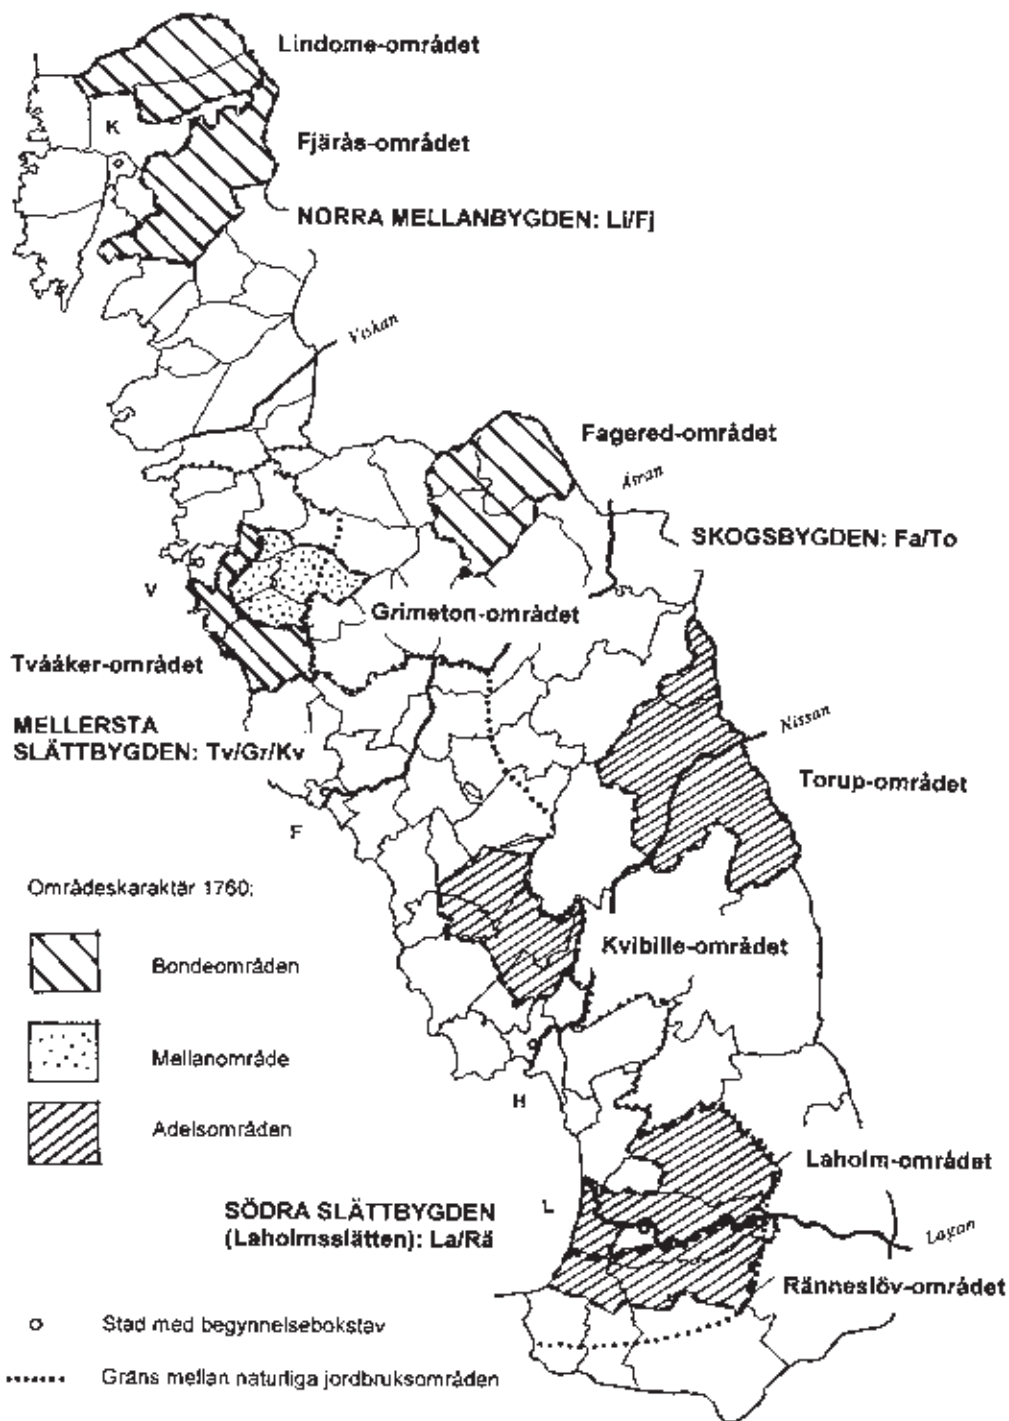 Lindome-området
K
Fjärås-området
NORRA MELLANBYGDEN: Li/Fj
Viskan
Fagered-området
Ätran
SKOGSBYGDEN: Fa/To
V
Grimeton-området
Tvååker-området
MELLERSTA
SLÄTTBYGDEN: Tv/Gr/Kv
Nissan
Torup-området
F
Områdeskaraktär 1760:
Bondeområden
Kvibille-området
Mellanområde
H
Adelsområden
Laholm-området
SÖDRA SLÄTTBYGDEN
(Laholmsslätten): La/Rä
L
Lagan
Ränneslöv-området
Stad med begynnelsebokstav
Gräns mellan naturliga jordbruksområden